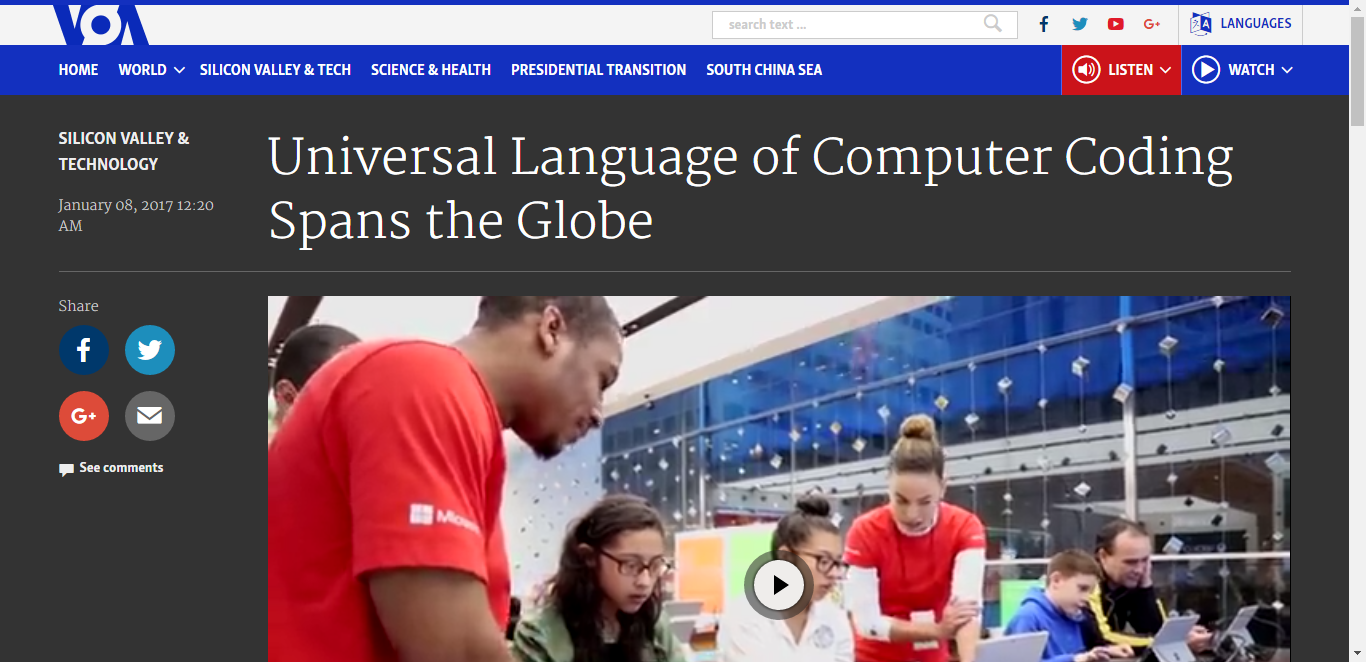 VOA
search text ...
G+
LANGUAGES
HOME WORLD SILICON VALLEY & TECH SCIENCE & HEALTH PRESIDENTIAL TRANSITION SOUTH CHINA SEA LISTEN WATCH
SILICON VALLEY &
TECHNOLOGY
January 08, 2017 12:20
AM
Universal Language of Computer Coding
Spans the Globe
Share
G+
See comments